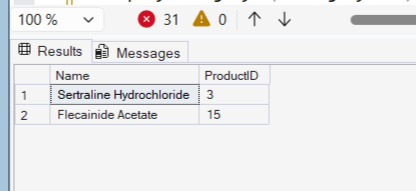 100 % 31 0
Results Messages
Name ProductID
1 Sertraline Hydrochloride 3
2 Flecainide Acetate 15